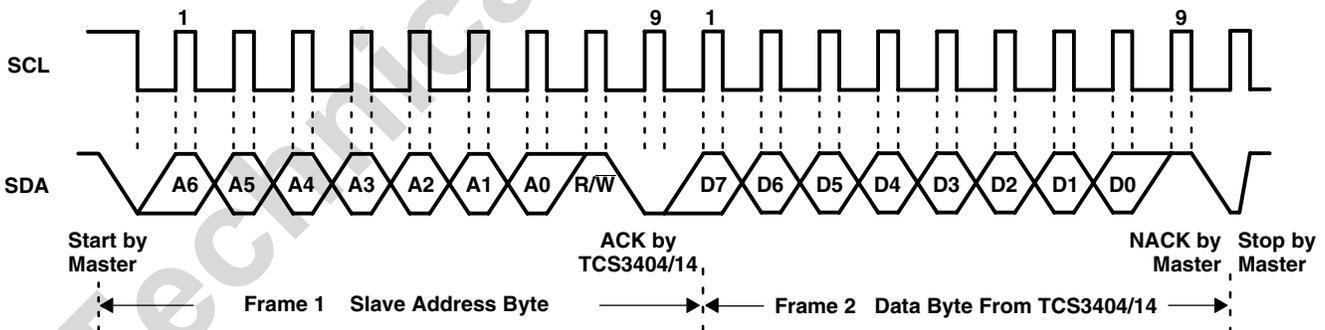 1 9 1 9
SCL
SDA A6 A5 A4 A3 A2 A1 A0 R/W̅ D7 D6 D5 D4 D3 D2 D1 D0
Start by
Master
ACK by
TCS3404/14
NACK by
Master
Stop by
Master
Frame 1 Slave Address Byte
Frame 2 Data Byte From TCS3404/14
Technica